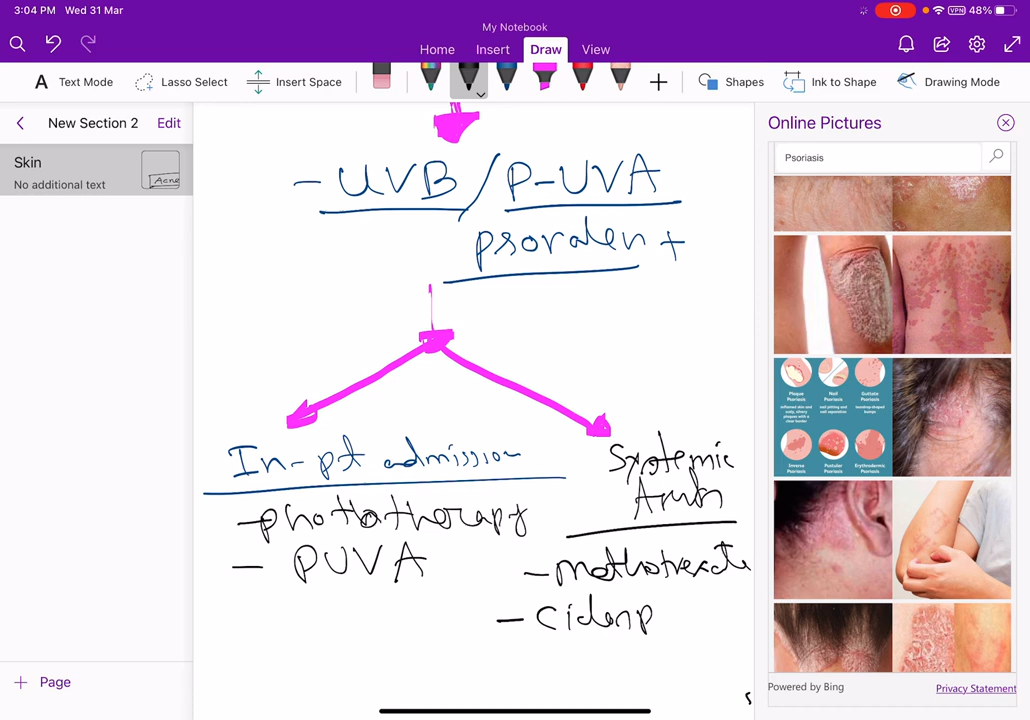 3:04 PM Wed 31 Mar
VPN 48%
My Notebook
Home Insert Draw View
Text Mode Lasso Select Insert Space Shapes Ink to Shape Drawing Mode
New Section 2 Edit
Skin
No additional text
Acne
+ Page
- UVB / P-UVA
psoralen +
In-pt admission
- phototherapy
- PUVA
Systemic
- methotrexate
Online Pictures
Psoriasis
Plaque Psoriasis
Nail Psoriasis
Guttate Psoriasis
Inverse Psoriasis
Pustular Psoriasis
Erythrodermic Psoriasis
Powered by Bing
Privacy Statement